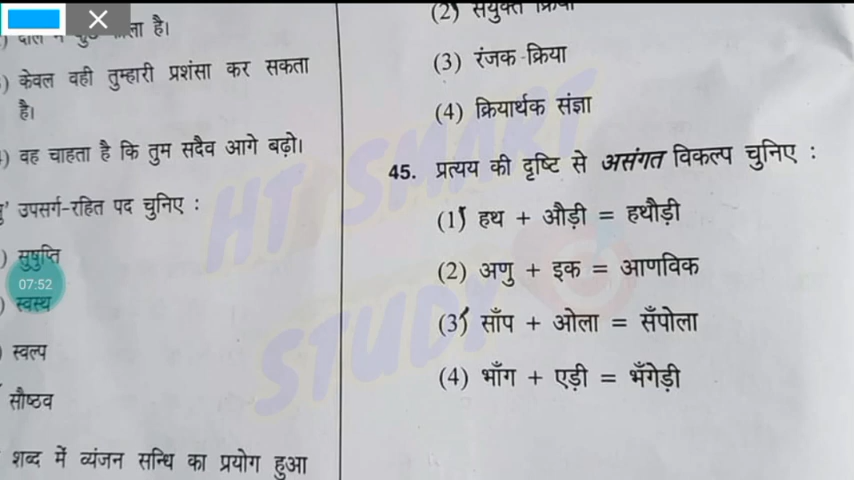 ला है।
केवल वही तुम्हारी प्रशंसा कर सकता
है।
वह चाहता है कि तुम सदैव आगे बढ़ो।
उपसर्ग-रहित पद चुनिए :
सुषुप्ति
07:52
स्वस्थ
स्वल्प
सौष्ठव
शब्द में व्यंजन सन्धि का प्रयोग हुआ
(2) संयुक्त क्रिया
(3) रंजक क्रिया
(4) क्रियार्थक संज्ञा
45. प्रत्यय की दृष्टि से असंगत विकल्प चुनिए :
(1) हथ + औड़ी = हथौड़ी
(2) अणु + इक = आणविक
(3) साँप + ओला = सँपोला
(4) भाँग + एड़ी = भँगेड़ी
HT SMART
STUDY